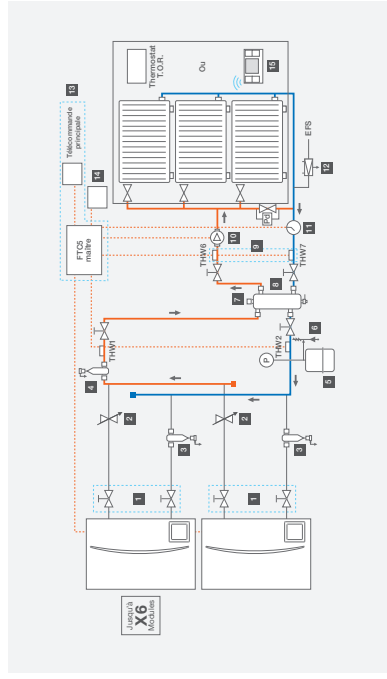 13
Télécommande
principale
FTC5
maître
14
Thermostat
T.O.R.
Ou
15
Jusqu'à
X6
Modules
1
1
2
2
3
3
4
THW1
THW2
P
5
6
7
8
THW6
THW7
9
10
Pd
11
12
EFS